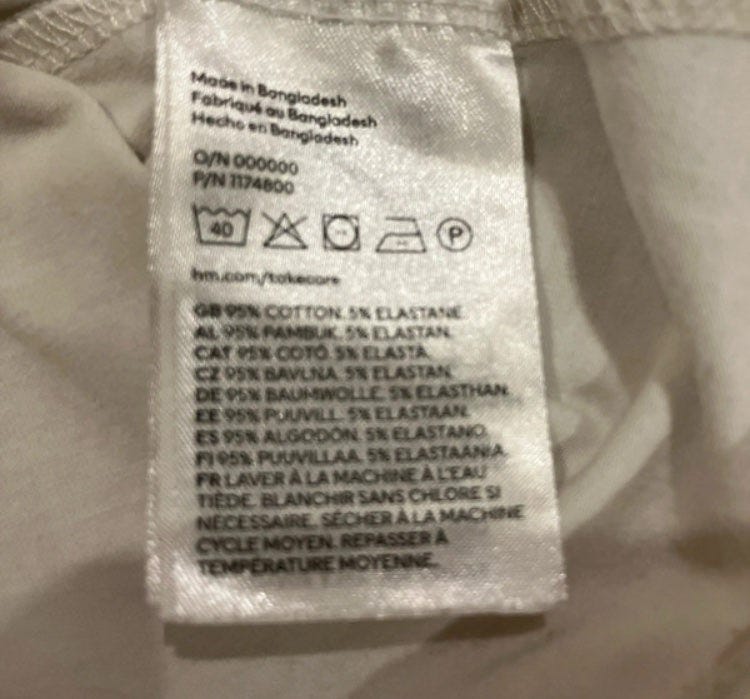 Made in Bangladesh
Fabriqué au Bangladesh
Hecho en Bangladesh
O/N 000000
P/N 1174800
40 P
hm.com/takecare
GB 95% COTTON. 5% ELASTANE.
AL 95% PAMBUK. 5% ELASTAN.
CAT 95% COTÓ. 5% ELASTÀ.
CZ 95% BAVLNA. 5% ELASTAN.
DE 95% BAUMWOLLE. 5% ELASTHAN.
EE 95% PUUVILL. 5% ELASTAAN.
ES 95% ALGODÓN. 5% ELASTANO.
FI 95% PUUVILLAA. 5% ELASTAANIA.
FR LAVER À LA MACHINE À L'EAU
TIÈDE. BLANCHIR SANS CHLORE SI
NÉCESSAIRE. SÉCHER À LA MACHINE
CYCLE MOYEN. REPASSER À
TEMPÉRATURE MOYENNE.